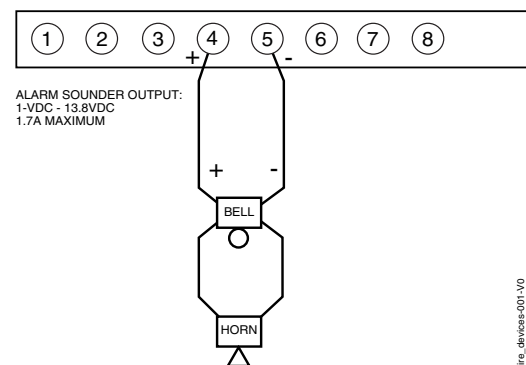 1 2 3 4 5 6 7 8
+ -
ALARM SOUNDER OUTPUT:
1-VDC - 13.8VDC
1.7A MAXIMUM
+ -
BELL
HORN
ire_devices-001-V0